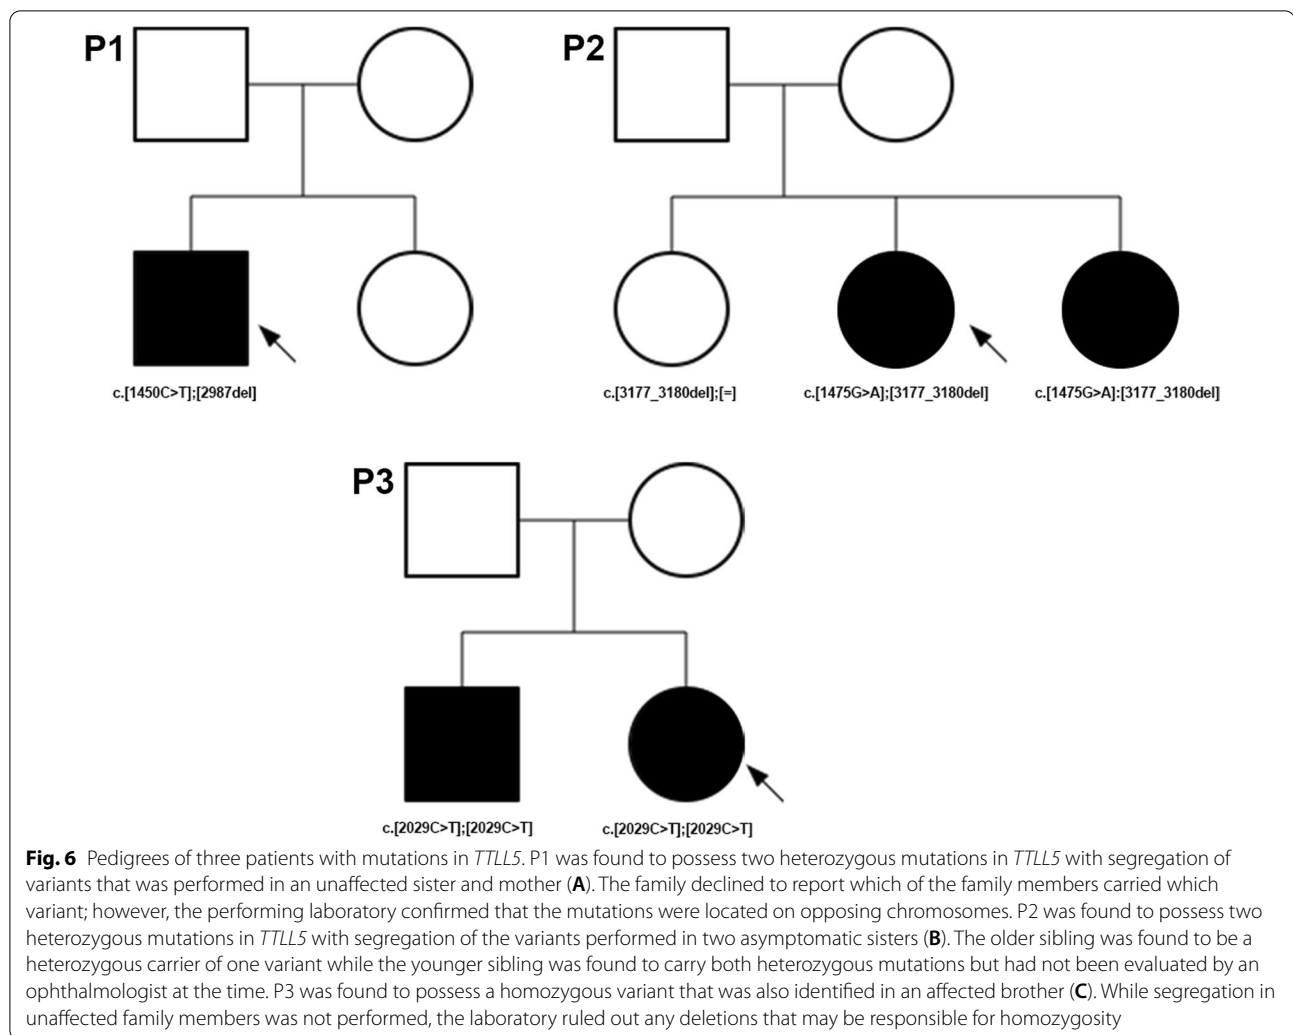 P1
P2
c.[1450C>T];[2987del]
c.[3177_3180del];[=]
c.[1475G>A];[3177_3180del]
c.[1475G>A]:[3177_3180del]
P3
c.[2029C>T];[2029C>T]
c.[2029C>T];[2029C>T]
Fig. 6 Pedigrees of three patients with mutations in TTLL5. P1 was found to possess two heterozygous mutations in TTLL5 with segregation of
variants that was performed in an unaffected sister and mother (A). The family declined to report which of the family members carried which
variant; however, the performing laboratory confirmed that the mutations were located on opposing chromosomes. P2 was found to possess two
heterozygous mutations in TTLL5 with segregation of the variants performed in two asymptomatic sisters (B). The older sibling was found to be a
heterozygous carrier of one variant while the younger sibling was found to carry both heterozygous mutations but had not been evaluated by an
ophthalmologist at the time. P3 was found to possess a homozygous variant that was also identified in an affected brother (C). While segregation in
unaffected family members was not performed, the laboratory ruled out any deletions that may be responsible for homozygosity